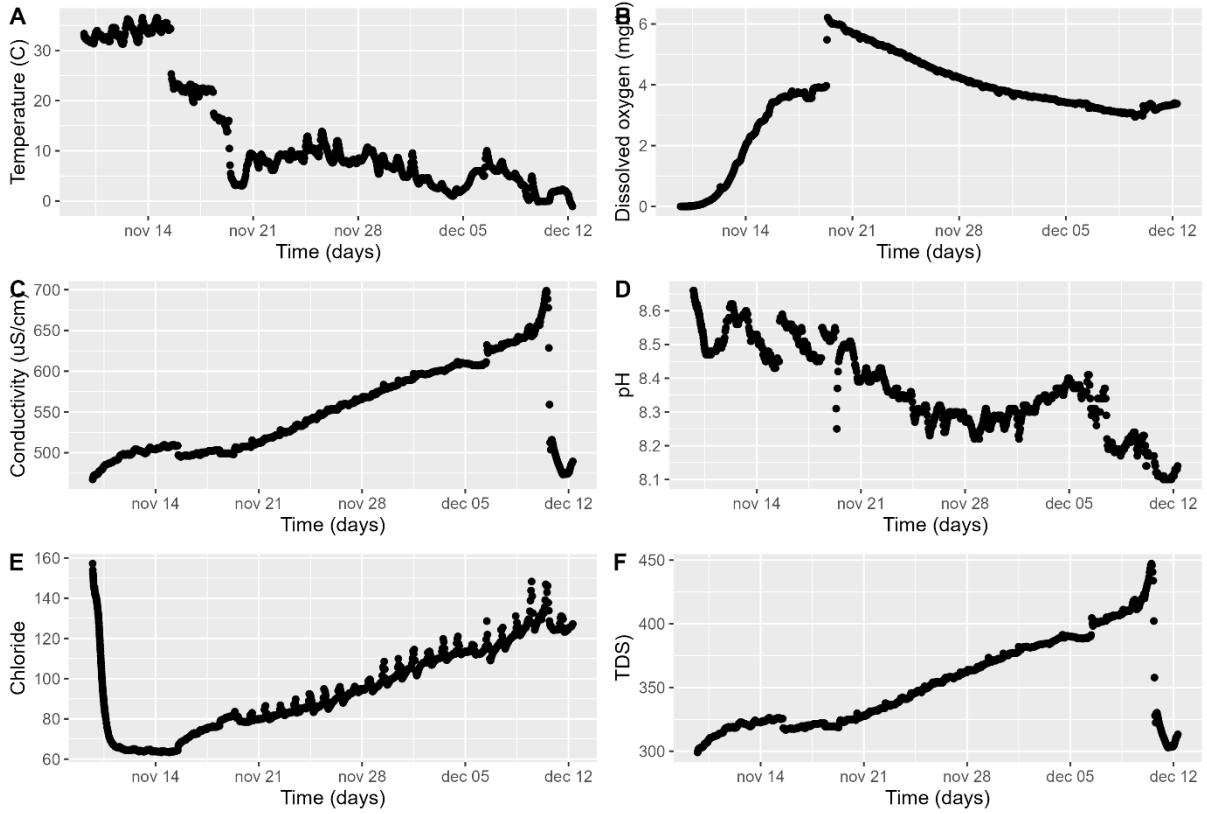 A
Temperature (C)
30
20
10
0
nov 14 nov 21 nov 28 dec 05 dec 12
Time (days)
B
Dissolved oxygen (mg/l)
6
4
2
0
nov 14 nov 21 nov 28 dec 05 dec 12
Time (days)
C
Conductivity (uS/cm)
700
650
600
550
500
nov 14 nov 21 nov 28 dec 05 dec 12
Time (days)
D
pH
8.6
8.5
8.4
8.3
8.2
8.1
nov 14 nov 21 nov 28 dec 05 dec 12
Time (days)
E
Chloride
160
140
120
100
80
60
nov 14 nov 21 nov 28 dec 05 dec 12
Time (days)
F
TDS)
450
400
350
300
nov 14 nov 21 nov 28 dec 05 dec 12
Time (days)